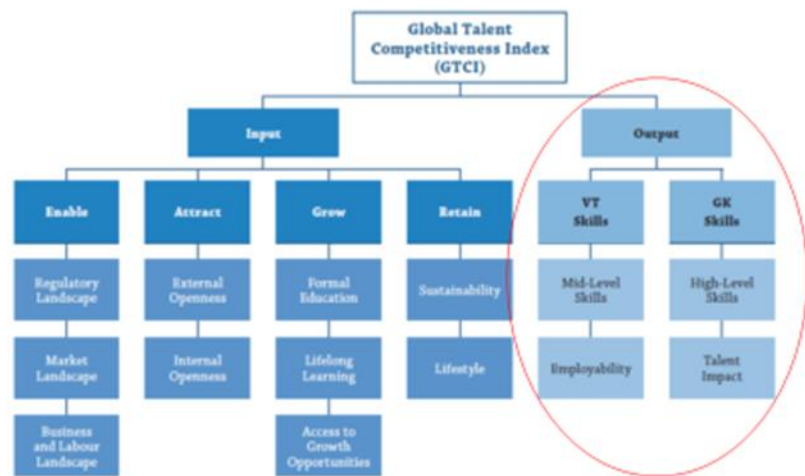 Global Talent
Competitiveness Index
(GTCI)
Input
Output
Enable
Attract
Grow
Retain
VT
Skills
GK
Skills
Regulatory
Landscape
External
Openness
Formal
Education
Sustainability
Mid-Level
Skills
High-Level
Skills
Market
Landscape
Internal
Openness
Lifelong
Learning
Lifestyle
Employability
Talent
Impact
Business
and Labour
Landscape
Access to
Growth
Opportunities